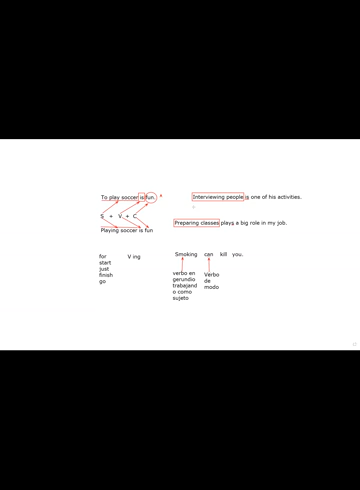 To play soccer is fun. *
Interviewing people is one of his activities.
S + V + C
Preparing classes plays a big role in my job.
Playing soccer is fun
for
start
just
finish
go
V ing
Smoking can kill you.
verbo en
gerundio
trabajand
o como
sujeto
Verbo
de
modo